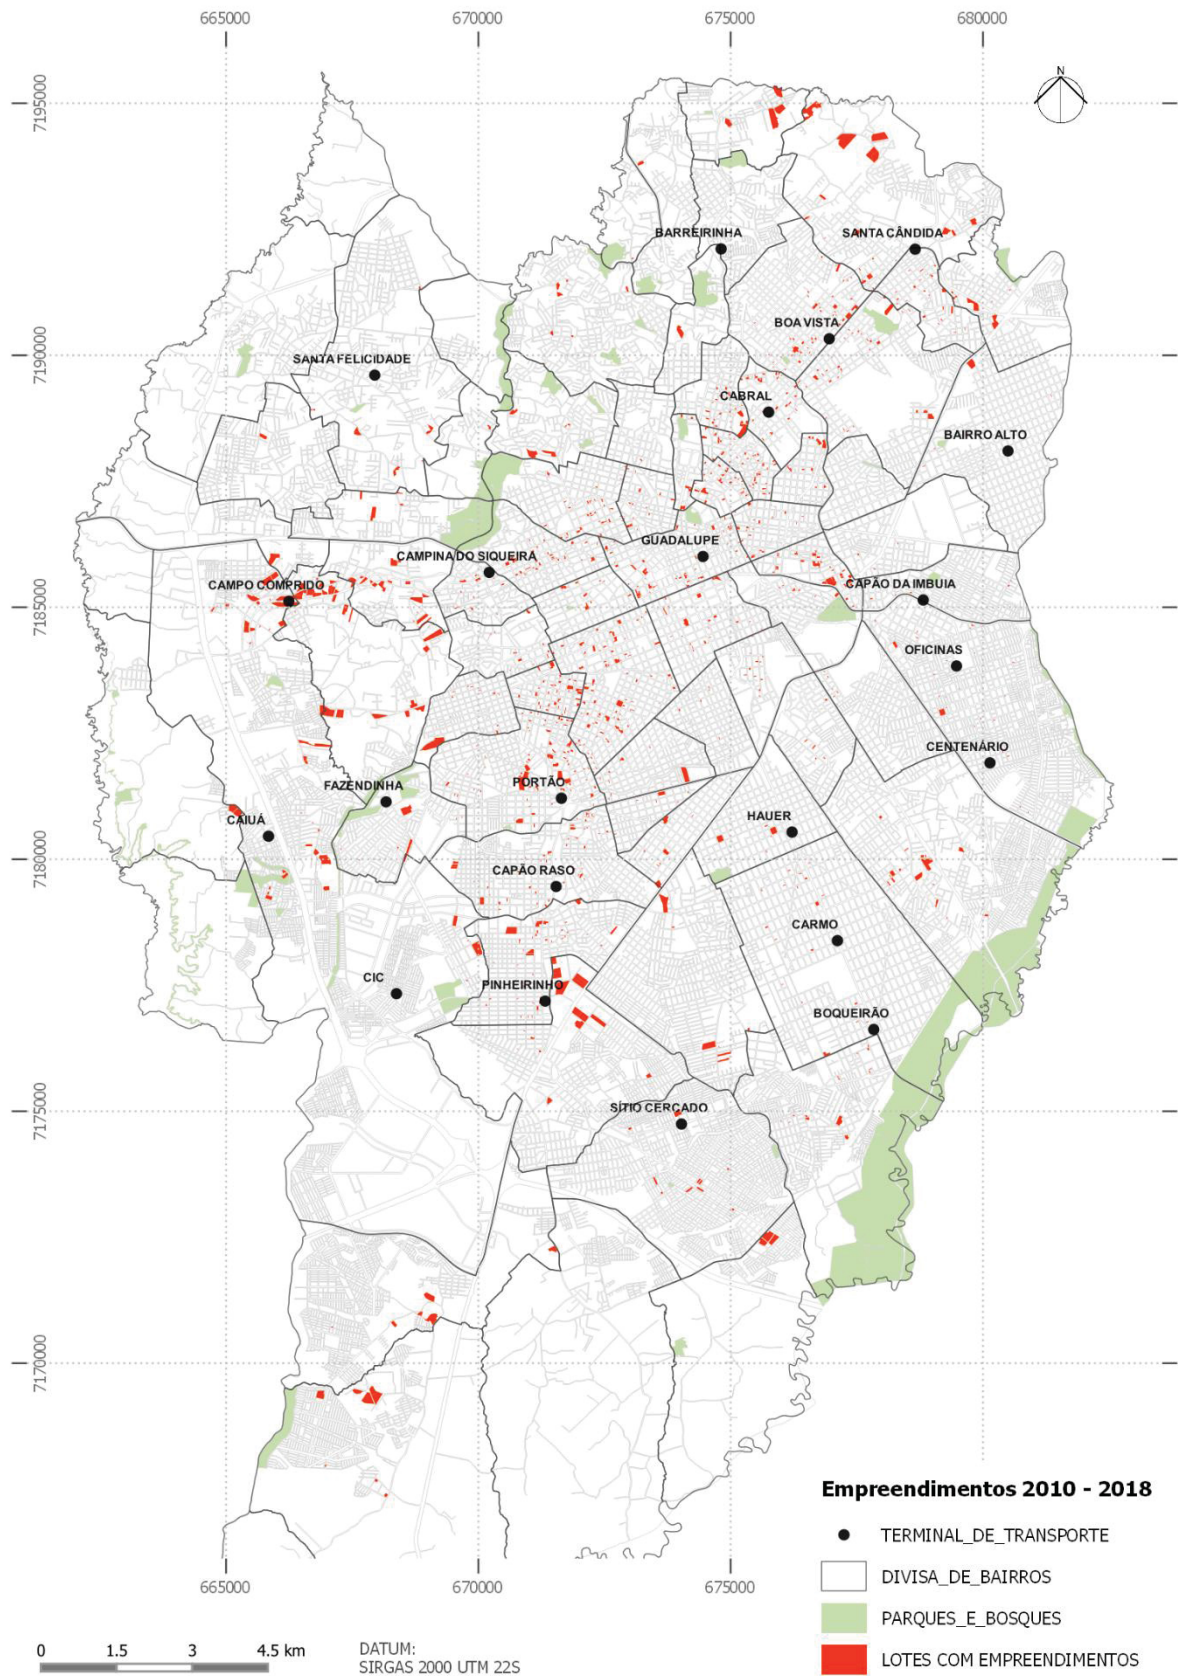 665000
670000
675000
680000
N
7195000
BARREIRINHA
SANTA CÂNDIDA
BOA VISTA
7190000
SANTA FELICIDADE
CABRAL
BAIRRO ALTO
GUADALUPE
CAMPINA DO SIQUEIRA
CAMPO COMPRIDO
CAPÃO DA IMBUIA
7185000
OFICINAS
CENTENÁRIO
FAZENDINHA
PORTÃO
CAIUÁ
HAUER
7180000
CAPÃO RASO
CARMO
CIC
PINHEIRINHO
BOQUEIRÃO
7175000
SÍTIO CERCADO
7170000
Empreendimentos 2010 - 2018
TERMINAL_DE_TRANSPORTE
DIVISA_DE_BAIRROS
PARQUES_E_BOSQUES
LOTES COM EMPREENDIMENTOS
665000
670000
675000
0 1.5 3 4.5 km
DATUM:
SIRGAS 2000 UTM 22S